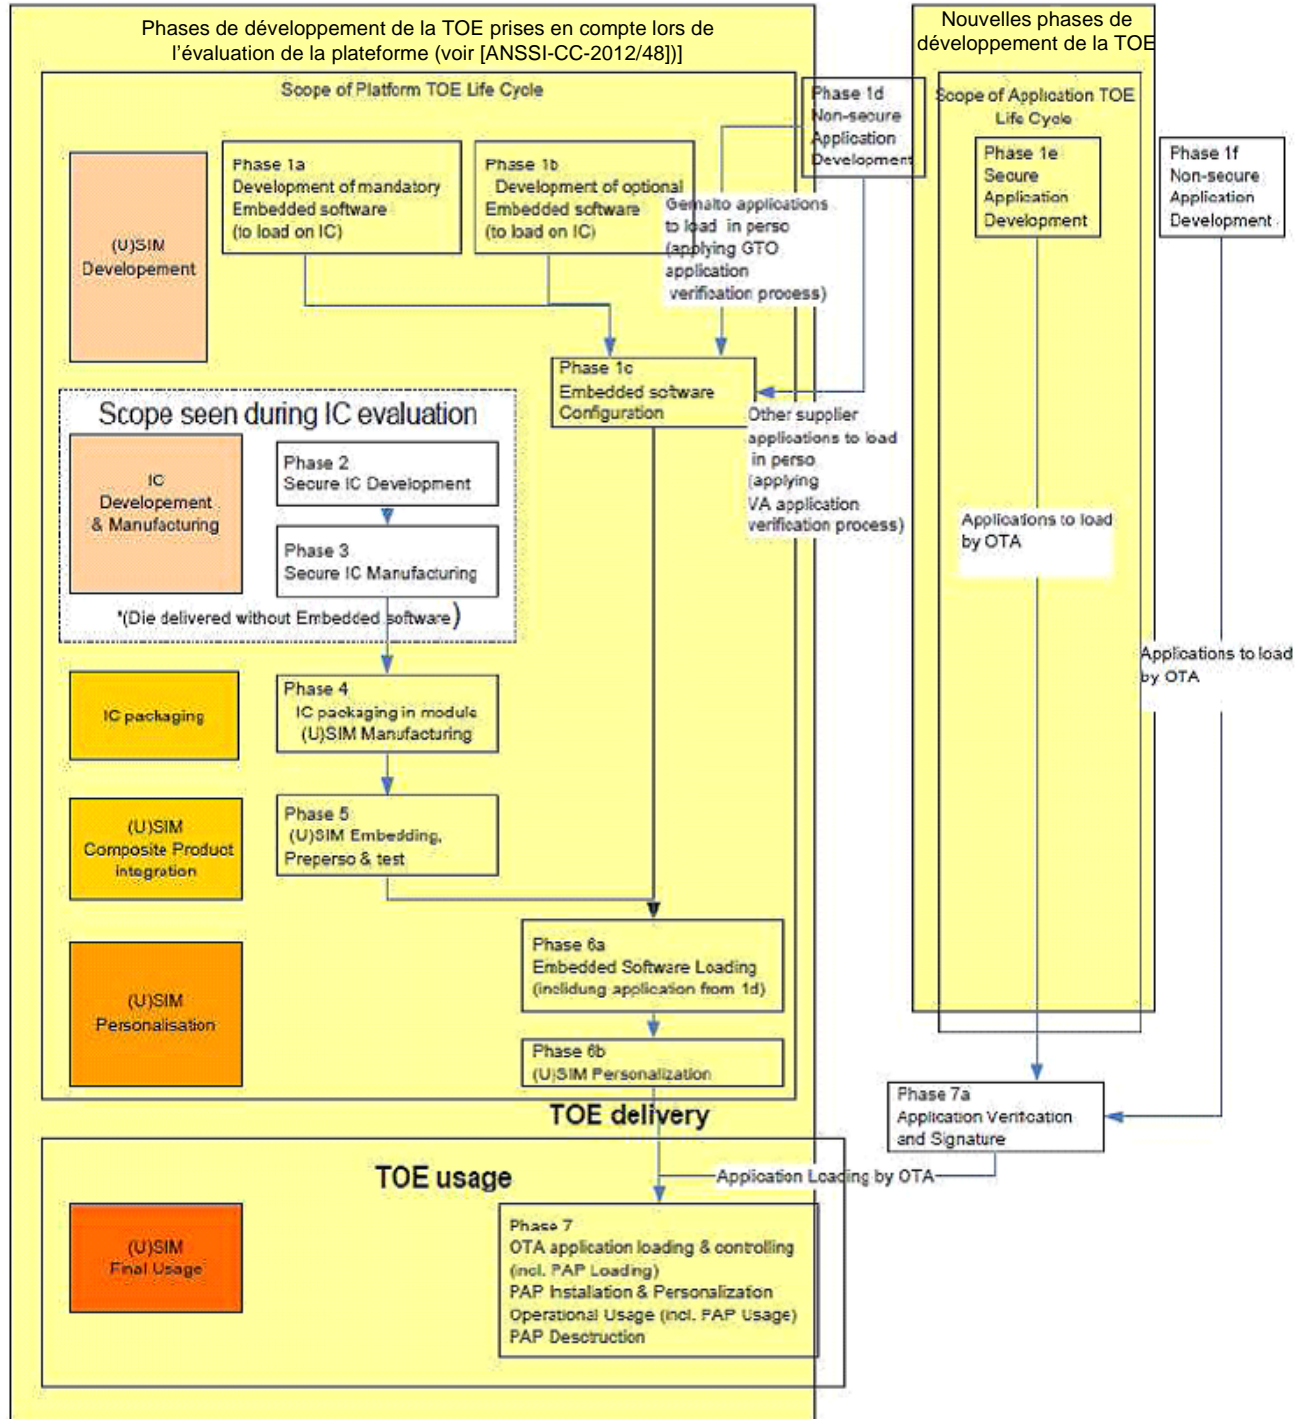 Phases de développement de la TOE prises en compte lors de
l'évaluation de la plateforme (voir [ANSSI-CC-2012/48])]
Nouvelles phases de
développement de la TOE
Scope of Platform TOE Life Cycle
Phase 1d
Non-secure
Application
Development
Scope of Application TOE
Life Cycle
Phase 1a
Development of mandatory
Embedded software
(to load on IC)
Phase 1b
Development of optional
Embedded software
(to load on IC)
Phase 1e
Secure
Application
Development
Phase 1f
Non-secure
Application
Development
(U)SIM
Developement
Gemalto applications
to load in perso
(applying GTO
application
verification process)
Phase 1c
Embedded software
Configuration
Other supplier
applications to load
in perso
(applying
VA application
verification process)
Scope seen during IC evaluation
IC
Developement
& Manufacturing
Phase 2
Secure IC Development
Phase 3
Secure IC Manufacturing
*(Die delivered without Embedded software)
Applications to load
by OTA
Applications to load
by OTA
IC packaging
Phase 4
IC packaging in module
(U)SIM Manufacturing
(U)SIM
Composite Product
integration
Phase 5
(U)SIM Embedding,
Preperso & test
(U)SIM
Personalisation
Phase 6a
Embedded Software Loading
(inclidung application from 1d)
Phase 6b
(U)SIM Personalization
Phase 7a
Application Verification
and Signature
TOE delivery
TOE usage
Application Loading by OTA
(U)SIM
Final Usage
Phase 7
OTA application loading & controlling
(incl. PAP Loading)
PAP Installation & Personalization
Operational Usage (incl. PAP Usage)
PAP Desctruction